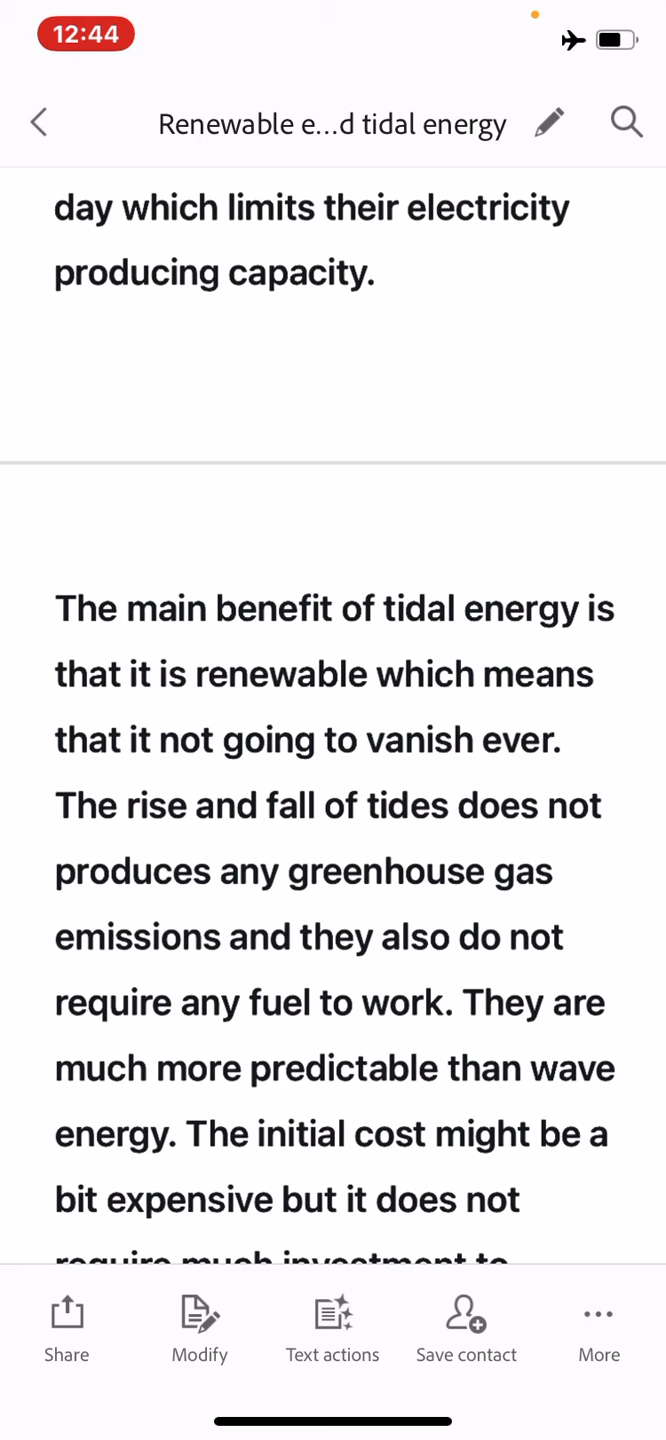 12:44
Renewable e...d tidal energy
day which limits their electricity
producing capacity.
The main benefit of tidal energy is
that it is renewable which means
that it not going to vanish ever.
The rise and fall of tides does not
produces any greenhouse gas
emissions and they also do not
require any fuel to work. They are
much more predictable than wave
energy. The initial cost might be a
bit expensive but it does not
require much investment to
Share
Modify
Text actions
Save contact
More